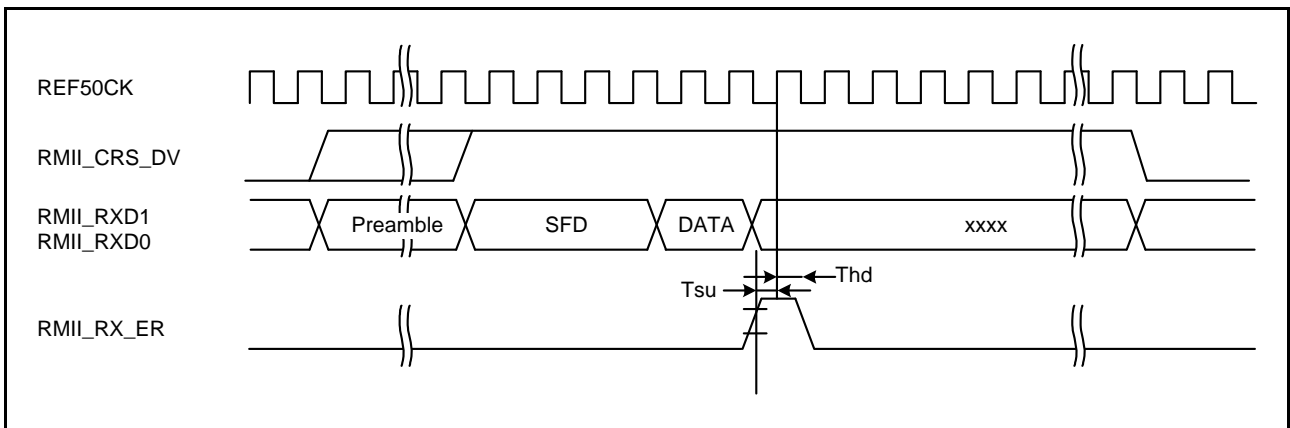 REF50CK
RMII_CRS_DV
RMII_RXD1
RMII_RXD0
Preamble
SFD
DATA
xxxx
Thd
Tsu
RMII_RX_ER